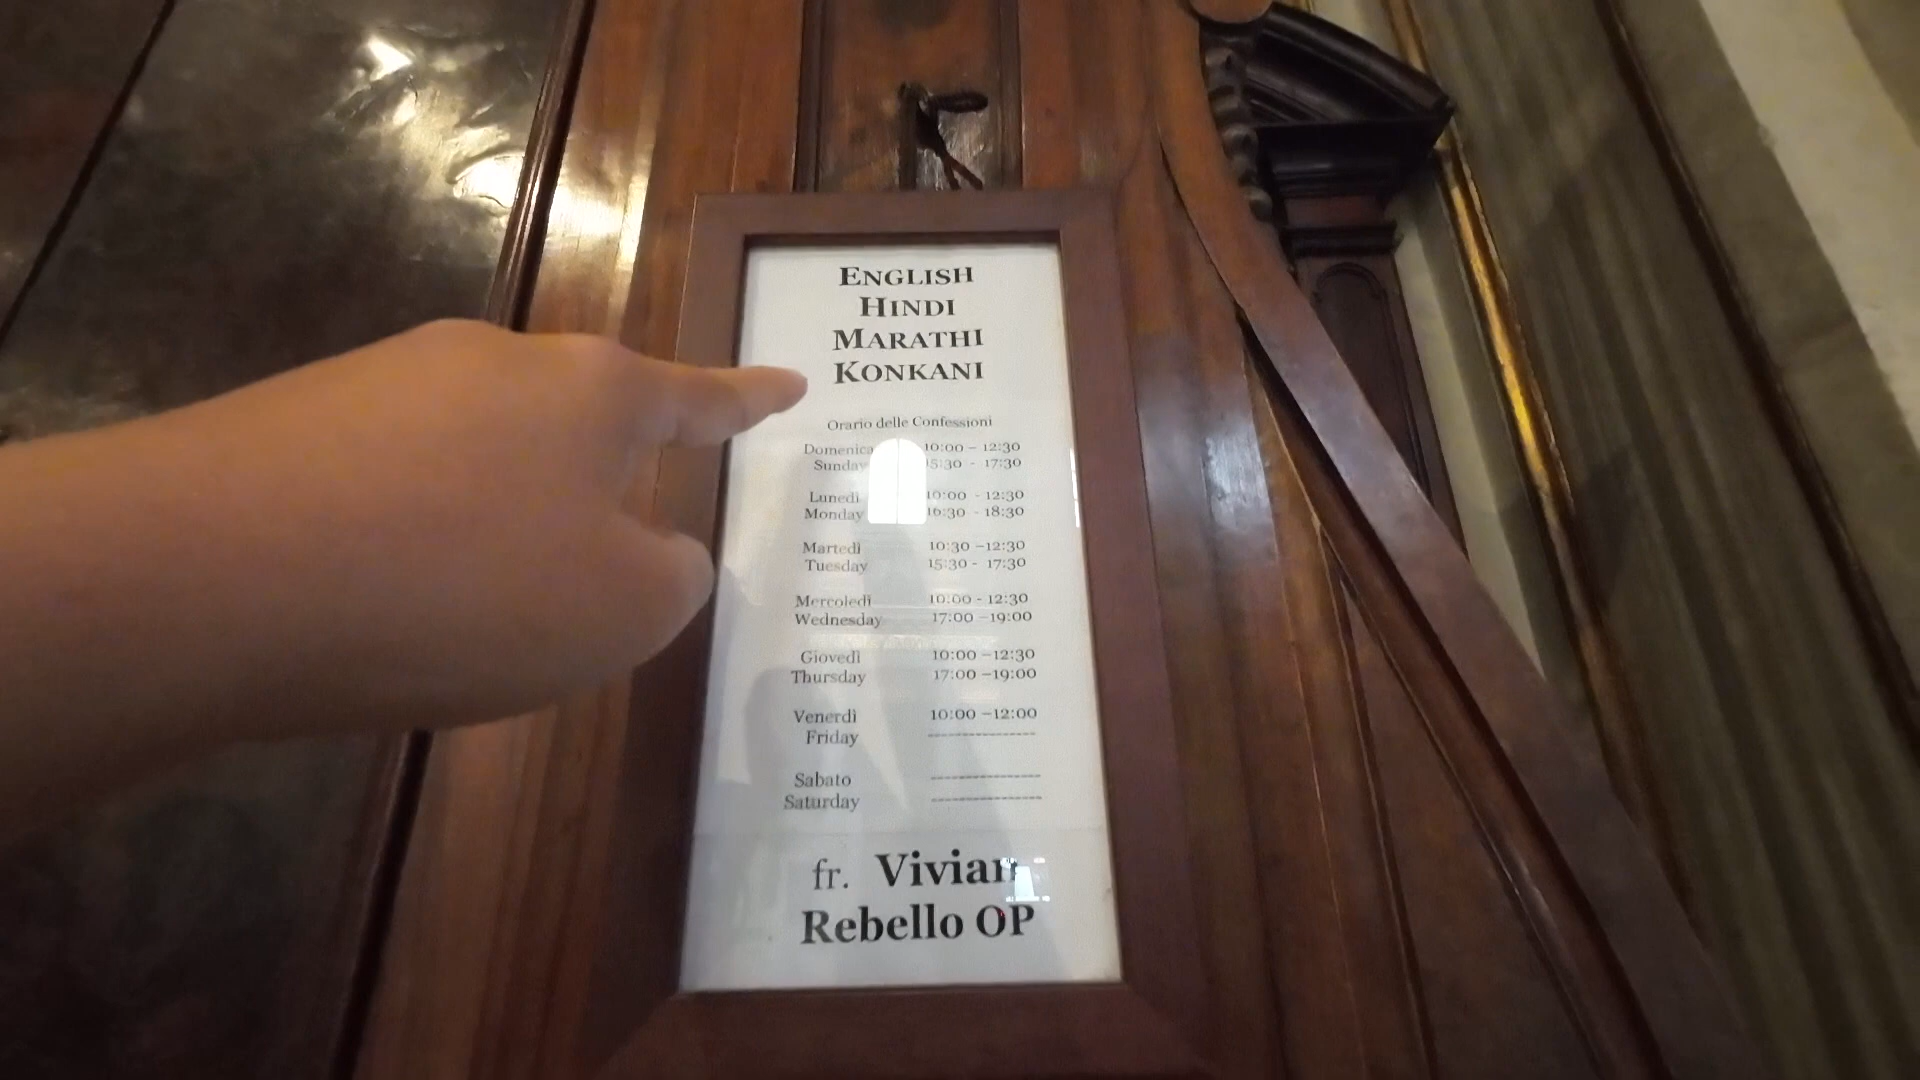 ENGLISH
HINDI
MARATHI
KONKANI
Orario delle Confessioni
Domenica 10:00 – 12:30
Sunday 15:30 - 17:30
Lunedì 10:00 - 12:30
Monday 16:30 - 18:30
Martedì 10:30 –12:30
Tuesday 15:30 - 17:30
Mercoledì 10:00 - 12:30
Wednesday 17:00 –19:00
Giovedì 10:00 –12:30
Thursday 17:00 –19:00
Venerdì 10:00 –12:00
Friday ----------------
Sabato ----------------
Saturday ----------------
fr. Vivian
Rebello OP